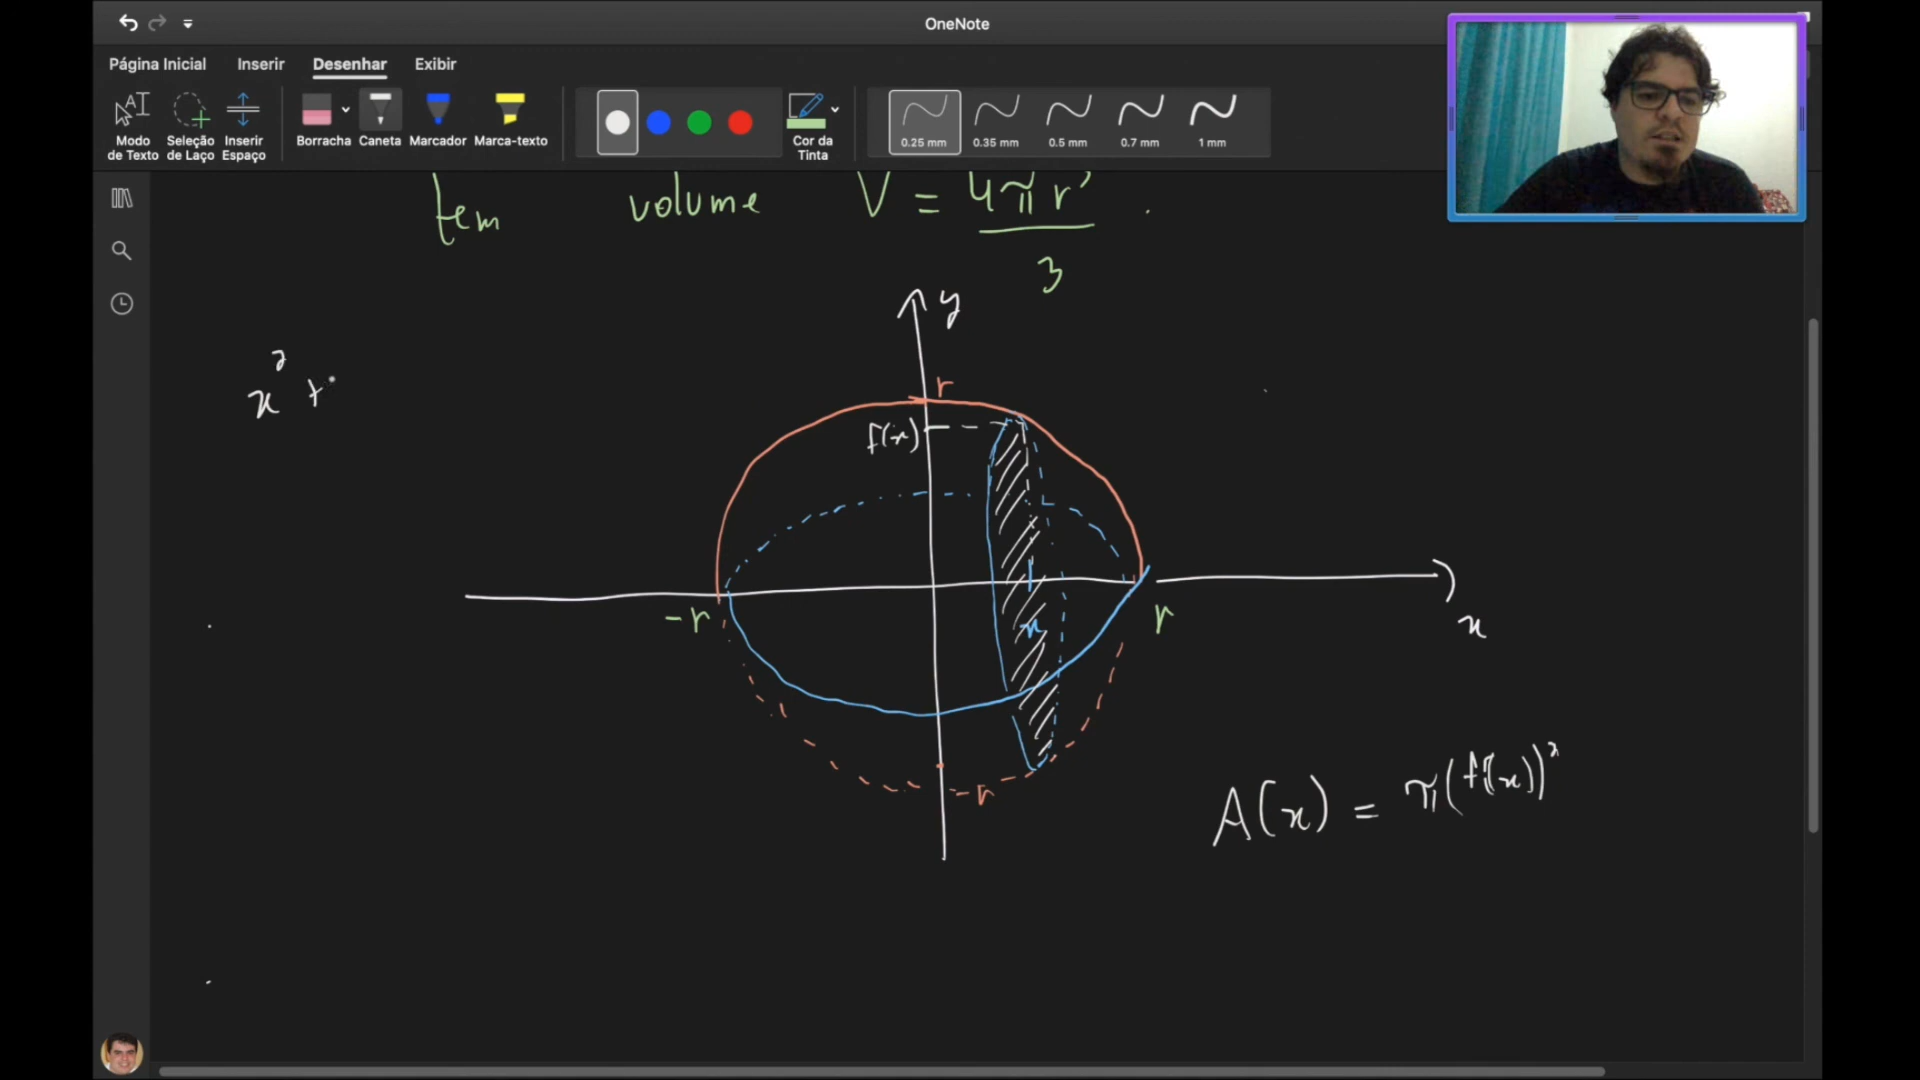 OneNote
Página Inicial Inserir Desenhar Exibir
Modo de Texto Seleção de Laço Inserir Espaço Borracha Caneta Marcador Marca-texto Cor da Tinta 0.25 mm 0.35 mm 0.5 mm 0.7 mm 1 mm
tem volume V = 4πr³ / 3 .
y
x² +
r
f(x)
-r x r
x
-r
A(x) = π(f(x))²